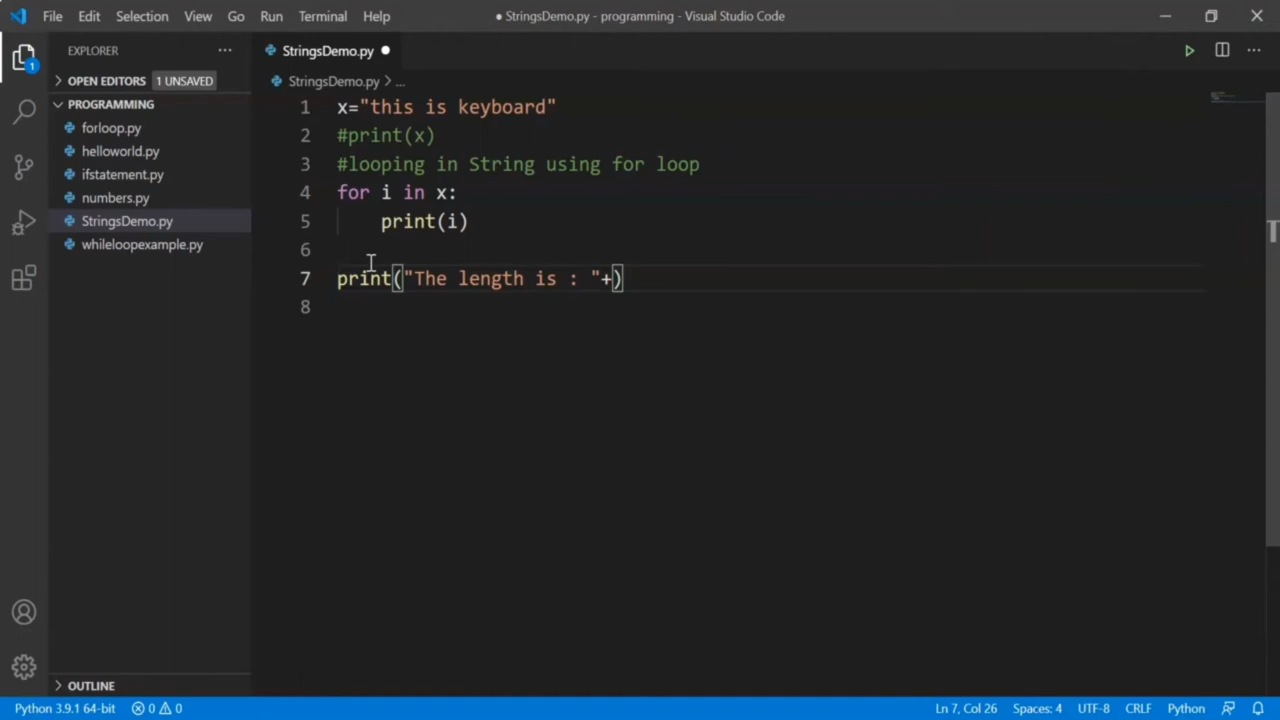 File Edit Selection View Go Run Terminal Help ● StringsDemo.py - programming - Visual Studio Code
EXPLORER ...
StringsDemo.py ●
OPEN EDITORS 1 UNSAVED
StringsDemo.py > ...
PROGRAMMING
forloop.py
helloworld.py
ifstatement.py
numbers.py
StringsDemo.py
whileloopexample.py
1 x="this is keyboard"
2 #print(x)
3 #looping in String using for loop
4 for i in x:
5     print(i)
6
7 print("The length is : "+)
8
1
OUTLINE
Python 3.9.1 64-bit 0 0 Ln 7, Col 26 Spaces: 4 UTF-8 CRLF Python